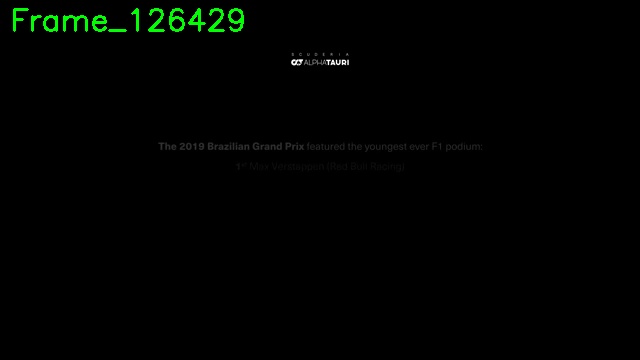 Frame_126429
SCUDERIA
ALPHATAURI
The 2019 Brazilian Grand Prix featured the youngest ever F1 podium:
1st Max Verstappen (Red Bull Racing)